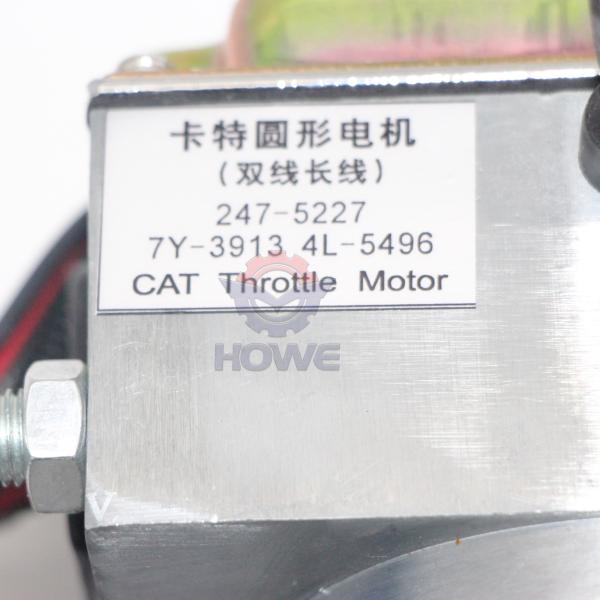 卡特圆形电机
(双线长线)
247-5227
7Y-3913 4L-5496
CAT Throttle Motor
HOWE